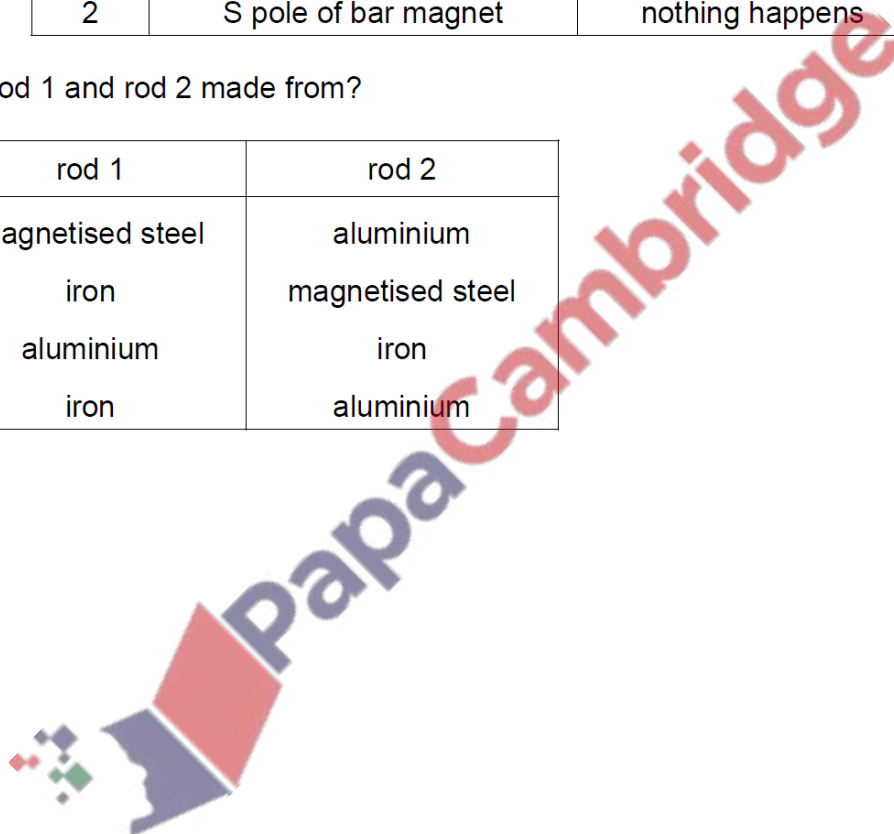 2 S pole of bar magnet nothing happens
od 1 and rod 2 made from?
rod 1 rod 2
agnetised steel aluminium
iron magnetised steel
aluminium iron
iron aluminium
PapaCambridge